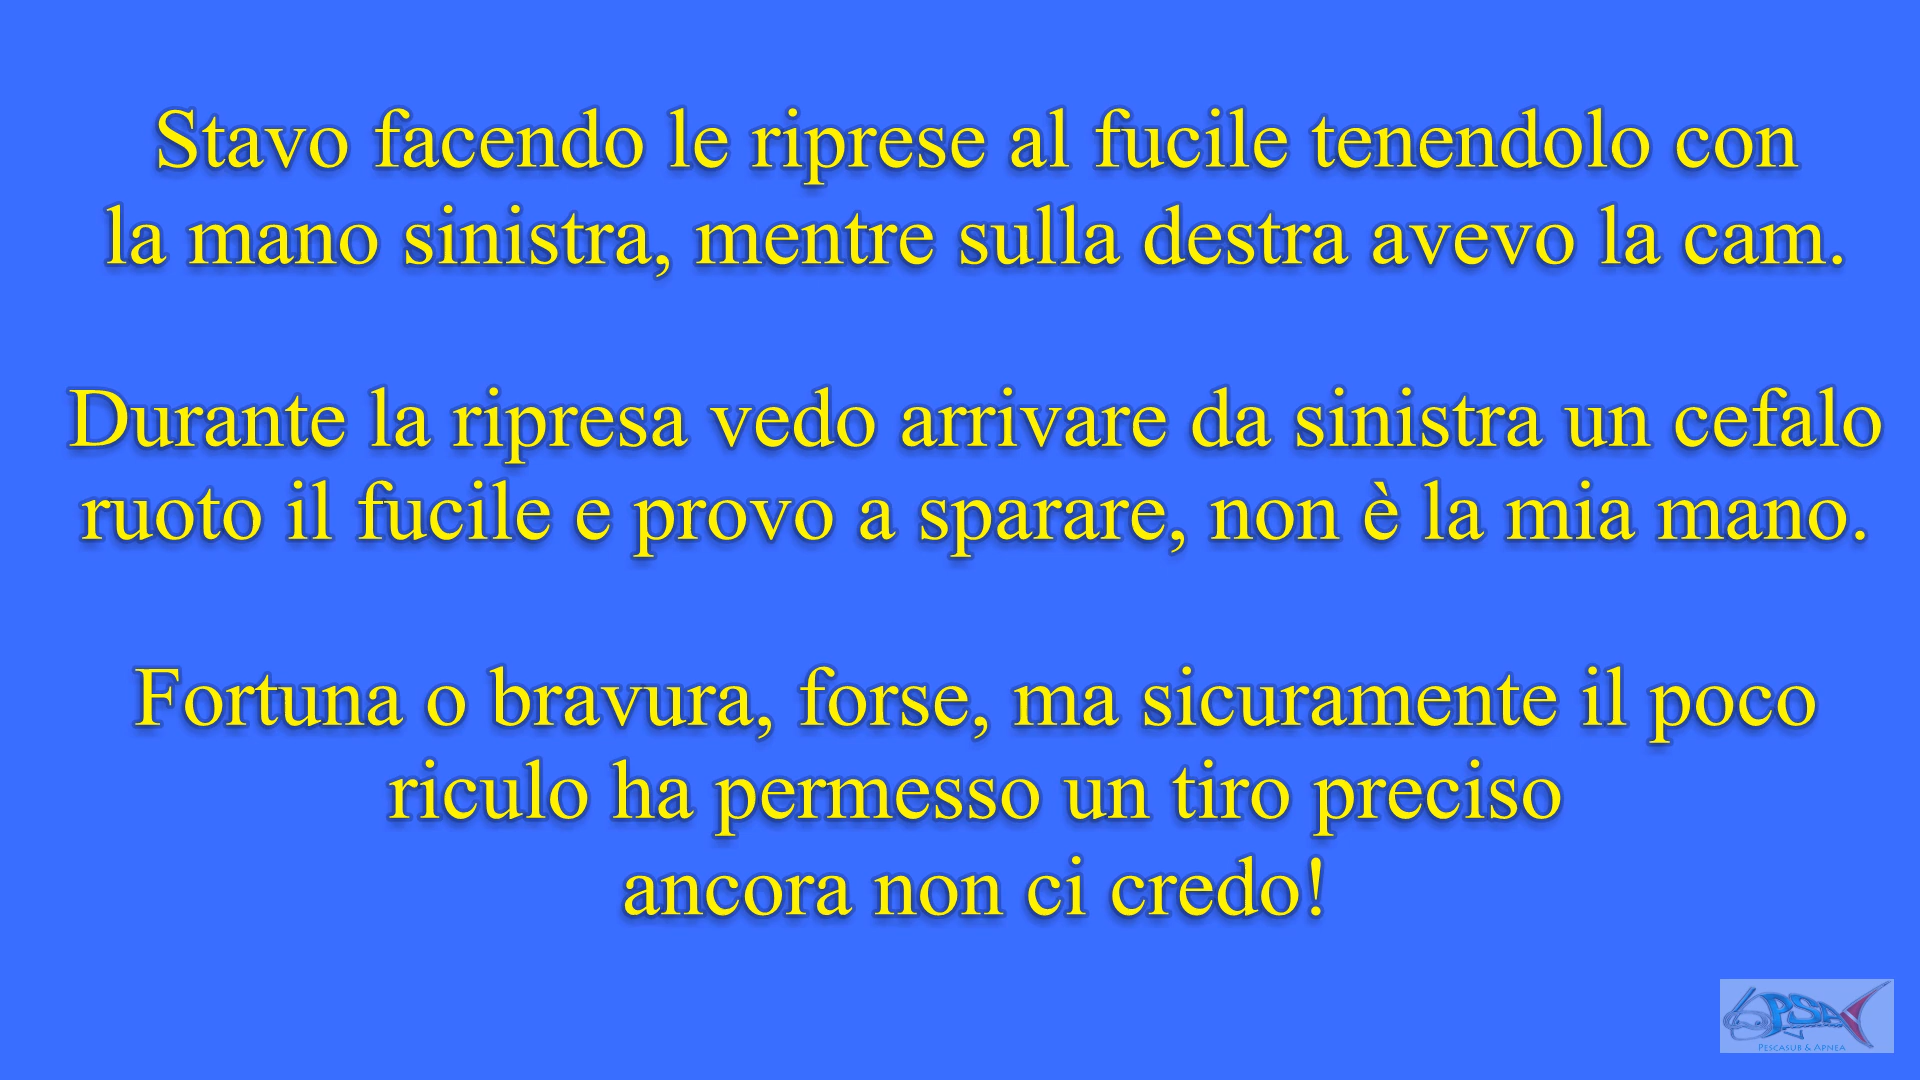 Stavo facendo le riprese al fucile tenendolo con
la mano sinistra, mentre sulla destra avevo la cam.
Durante la ripresa vedo arrivare da sinistra un cefalo
ruoto il fucile e provo a sparare, non è la mia mano.
Fortuna o bravura, forse, ma sicuramente il poco
riculo ha permesso un tiro preciso
ancora non ci credo!
PSA
PESCASUB & APNEA